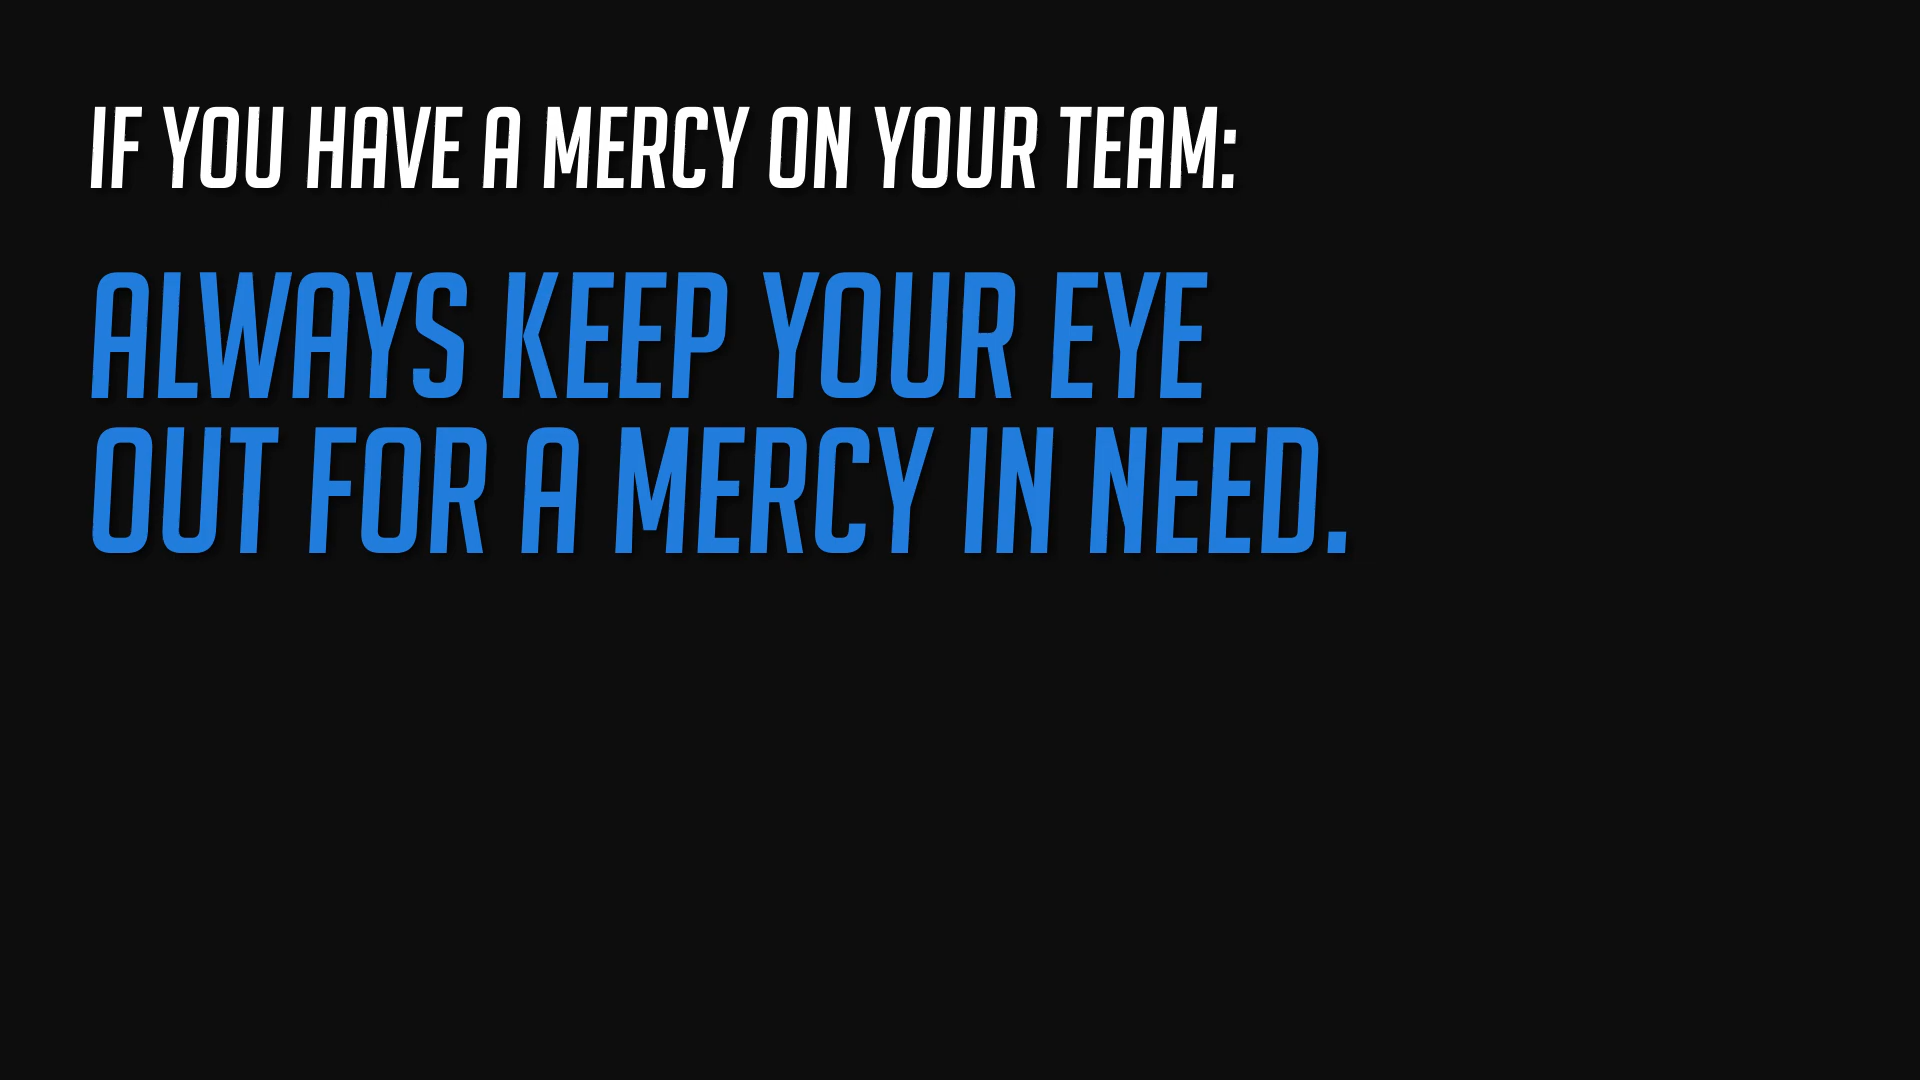 IF YOU HAVE A MERCY ON YOUR TEAM:
ALWAYS KEEP YOUR EYE
OUT FOR A MERCY IN NEED.